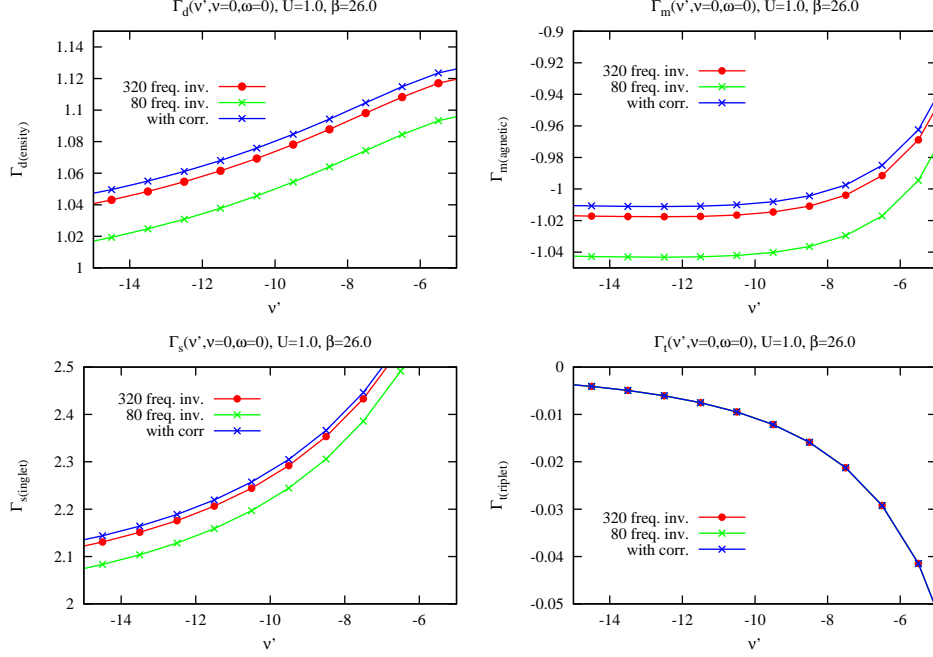 Γd(ν',ν=0,ω=0), U=1.0, β=26.0
Γd(ensity)
1.14
1.12
1.1
1.08
1.06
1.04
1.02
1
320 freq. inv.
80 freq. inv.
with corr.
-14 -12 -10 -8 -6
ν'
Γm(ν',ν=0,ω=0), U=1.0, β=26.0
Γm(agnetic)
-0.9
-0.92
-0.94
-0.96
-0.98
-1
-1.02
-1.04
320 freq. inv.
80 freq. inv.
with corr.
-14 -12 -10 -8 -6
ν'
Γs(ν',ν=0,ω=0), U=1.0, β=26.0
Γs(inglet)
2.5
2.4
2.3
2.2
2.1
2
320 freq. inv.
80 freq. inv.
with corr
-14 -12 -10 -8 -6
ν'
Γt(ν',ν=0,ω=0), U=1.0, β=26.0
Γt(riplet)
0
-0.01
-0.02
-0.03
-0.04
-0.05
320 freq. inv.
80 freq. inv.
with corr.
-14 -12 -10 -8 -6
ν'